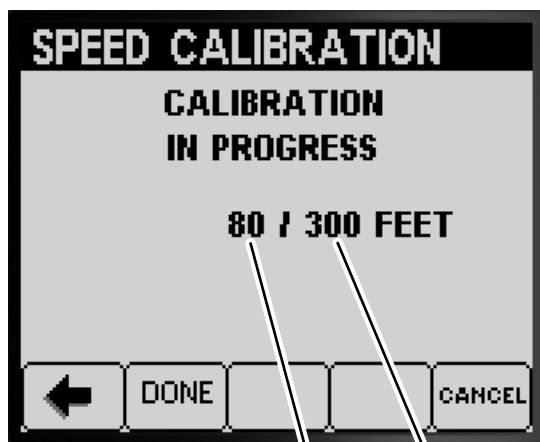 SPEED CALIBRATION
CALIBRATION
IN PROGRESS
80 / 300 FEET
DONE CANCEL